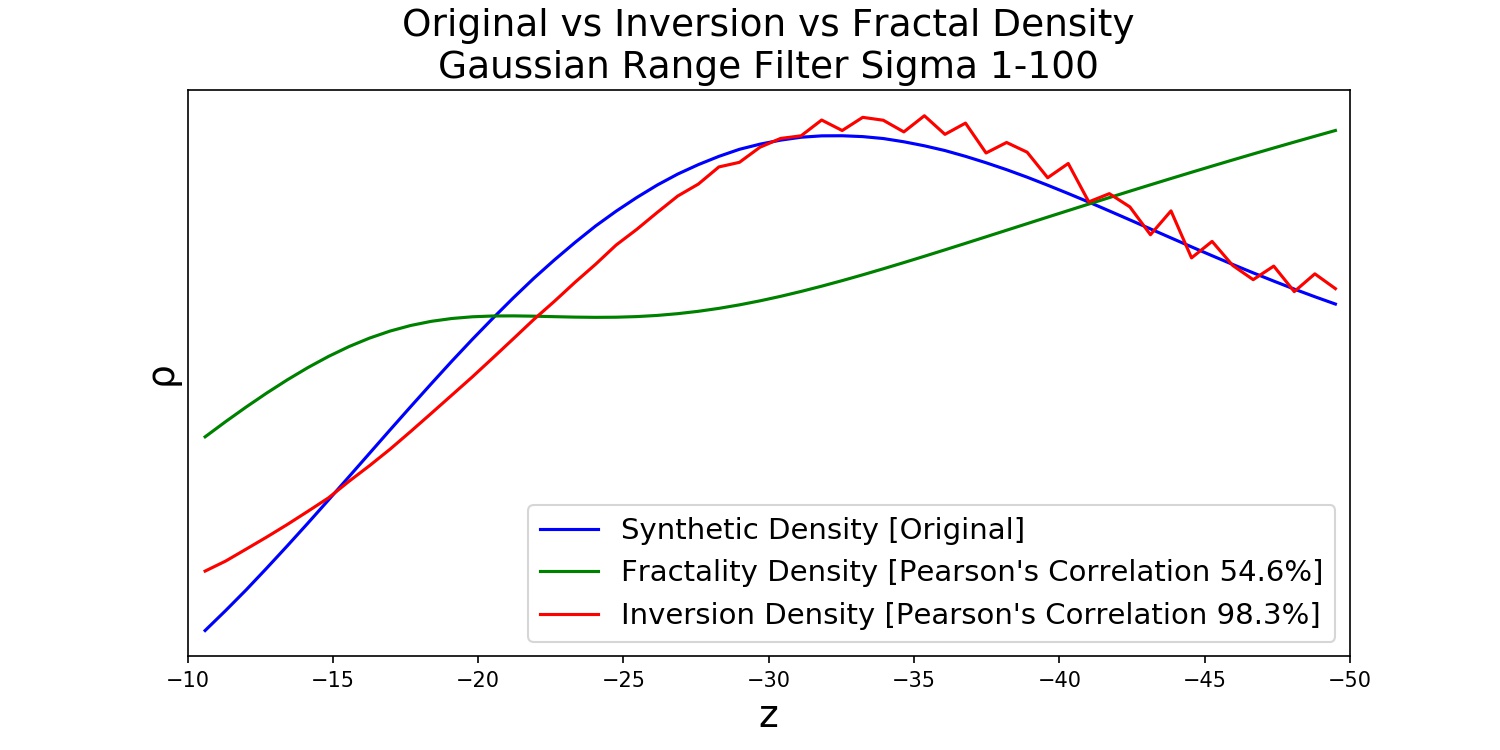 Original vs Inversion vs Fractal Density
Gaussian Range Filter Sigma 1-100
ρ
Synthetic Density [Original]
Fractality Density [Pearson's Correlation 54.6%]
Inversion Density [Pearson's Correlation 98.3%]
−10 −15 −20 −25 −30 −35 −40 −45 −50
z